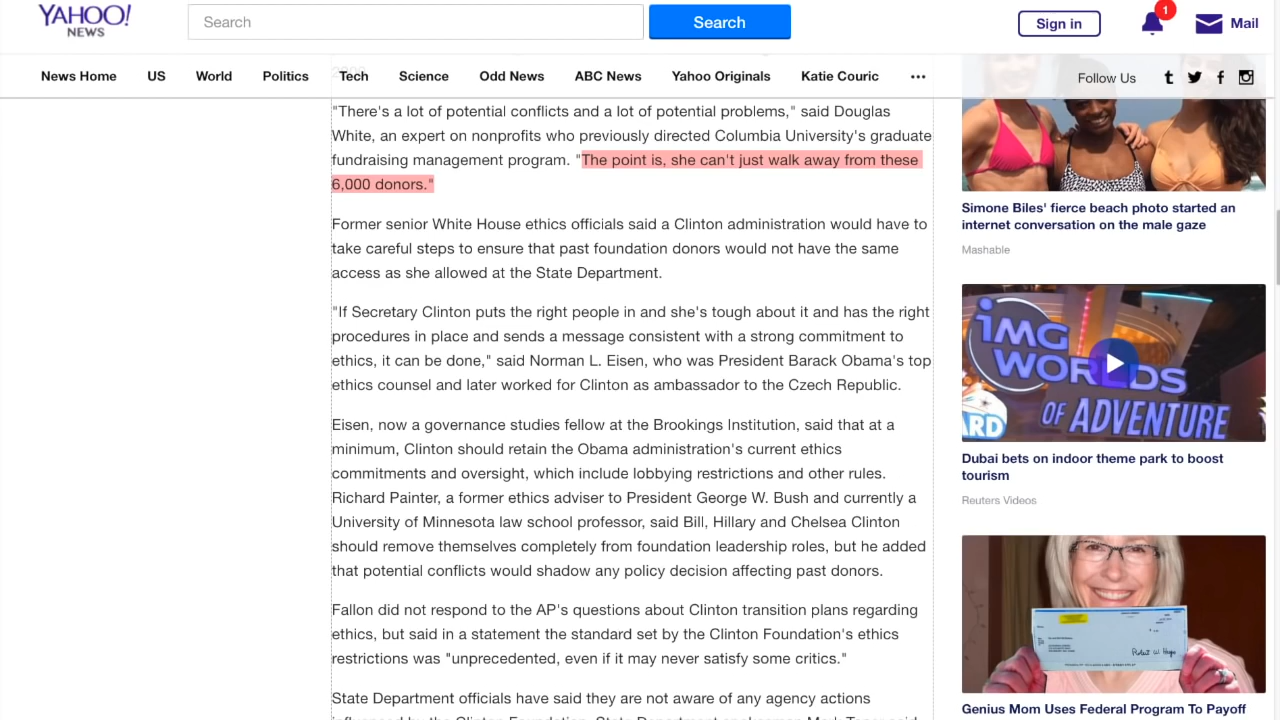 YAHOO!
NEWS
Search
Search
Sign in
1
Mail
News Home
US
World
Politics
Tech
Science
Odd News
ABC News
Yahoo Originals
Katie Couric
•••
Follow Us
"There's a lot of potential conflicts and a lot of potential problems," said Douglas
White, an expert on nonprofits who previously directed Columbia University's graduate
fundraising management program. "The point is, she can't just walk away from these
6,000 donors."
Former senior White House ethics officials said a Clinton administration would have to
take careful steps to ensure that past foundation donors would not have the same
access as she allowed at the State Department.
"If Secretary Clinton puts the right people in and she's tough about it and has the right
procedures in place and sends a message consistent with a strong commitment to
ethics, it can be done," said Norman L. Eisen, who was President Barack Obama's top
ethics counsel and later worked for Clinton as ambassador to the Czech Republic.
Eisen, now a governance studies fellow at the Brookings Institution, said that at a
minimum, Clinton should retain the Obama administration's current ethics
commitments and oversight, which include lobbying restrictions and other rules.
Richard Painter, a former ethics adviser to President George W. Bush and currently a
University of Minnesota law school professor, said Bill, Hillary and Chelsea Clinton
should remove themselves completely from foundation leadership roles, but he added
that potential conflicts would shadow any policy decision affecting past donors.
Fallon did not respond to the AP's questions about Clinton transition plans regarding
ethics, but said in a statement the standard set by the Clinton Foundation's ethics
restrictions was "unprecedented, even if it may never satisfy some critics."
State Department officials have said they are not aware of any agency actions
Simone Biles' fierce beach photo started an
internet conversation on the male gaze
Mashable
iMG
WORLDS
OF ADVENTURE
ARD
Dubai bets on indoor theme park to boost
tourism
Reuters Videos
Genius Mom Uses Federal Program To Payoff